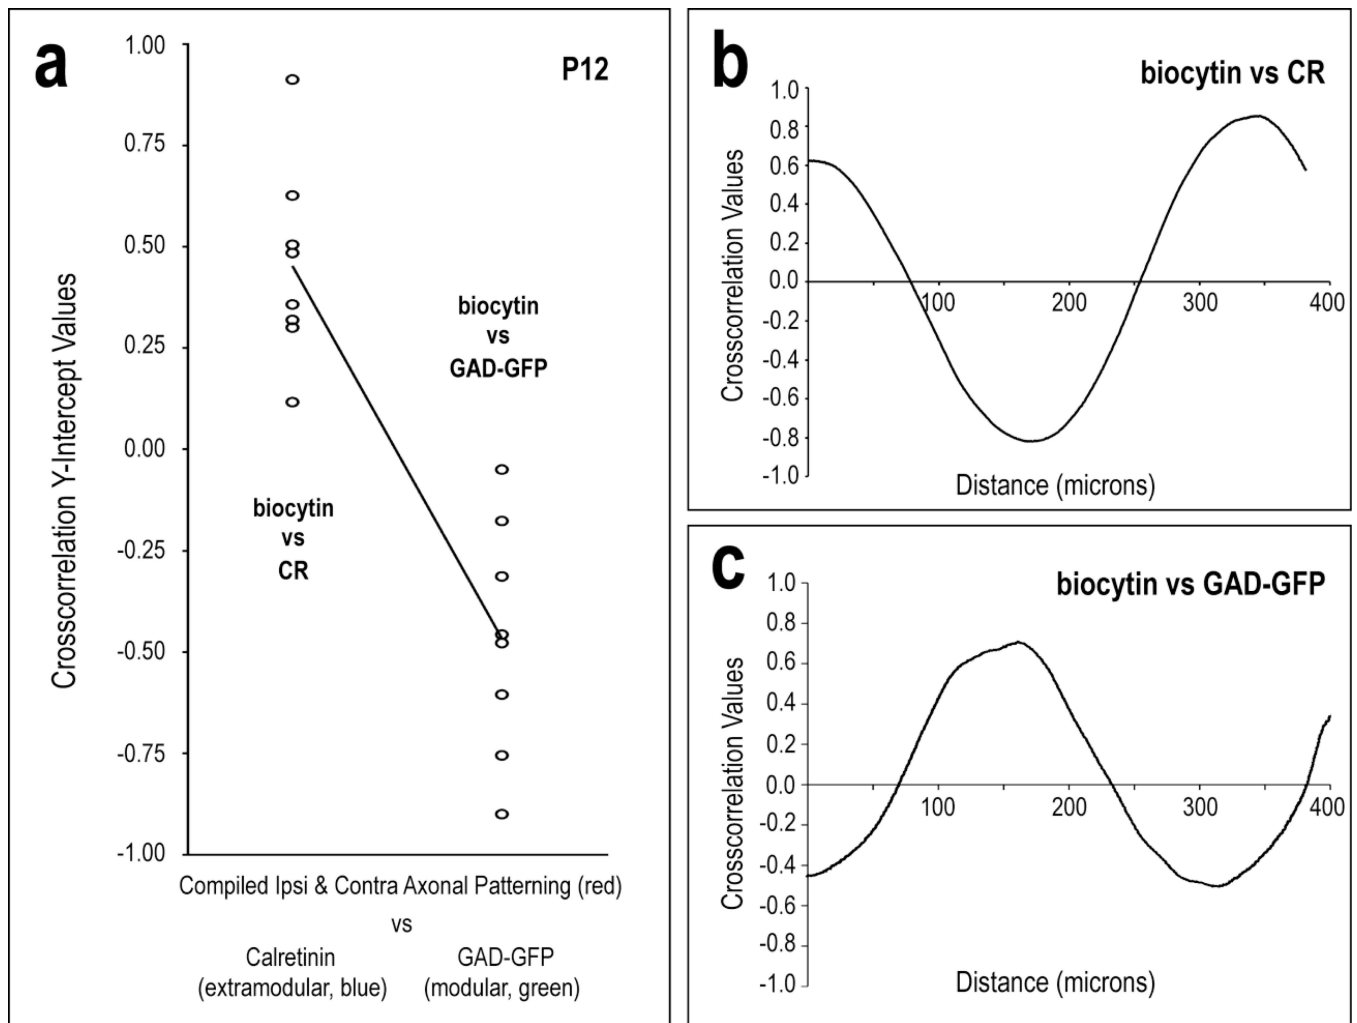 a
P12
1.00
0.75
0.50
0.25
0.00
-0.25
-0.50
-0.75
-1.00
Crosscorrelation Y-Intercept Values
biocytin
vs
GAD-GFP
biocytin
vs
CR
Compiled Ipsi & Contra Axonal Patterning (red)
vs
Calretinin
(extramodular, blue)
GAD-GFP
(modular, green)
b
biocytin vs CR
1.0
0.8
0.6
0.4
0.2
0.0
-0.2
-0.4
-0.6
-0.8
-1.0
Crosscorrelation Values
100
200
300
400
Distance (microns)
c
biocytin vs GAD-GFP
1.0
0.8
0.6
0.4
0.2
0.0
-0.2
-0.4
-0.6
-0.8
-1.0
Crosscorrelation Values
100
200
300
400
Distance (microns)